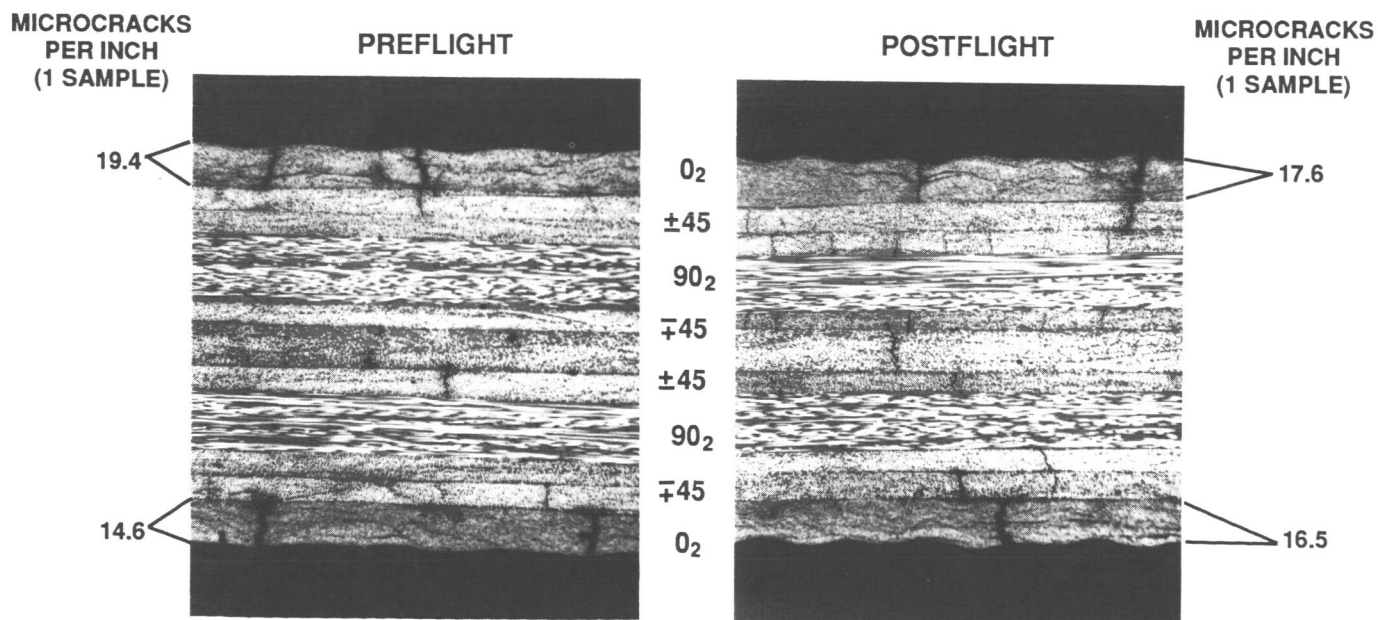 MICROCRACKS
PER INCH
(1 SAMPLE)
PREFLIGHT
POSTFLIGHT
MICROCRACKS
PER INCH
(1 SAMPLE)
19.4
0₂
17.6
±45
90₂
∓45
±45
90₂
∓45
14.6
0₂
16.5